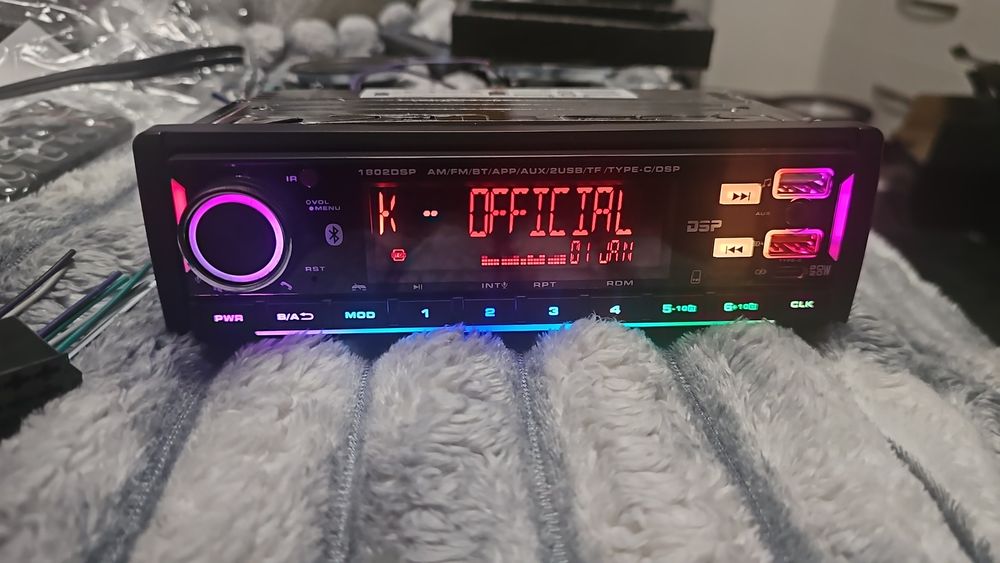 1802DSP AM/FM/BT/APP/AUX/2USB/TF/TYPE-C/DSP
IR
VOL
MENU
K - OFFICIAL
AUX
DSP
01 JAN
RST
INT RPT RDM
PWR B/A MOD 1 2 3 4 5-10 6+10 CLK